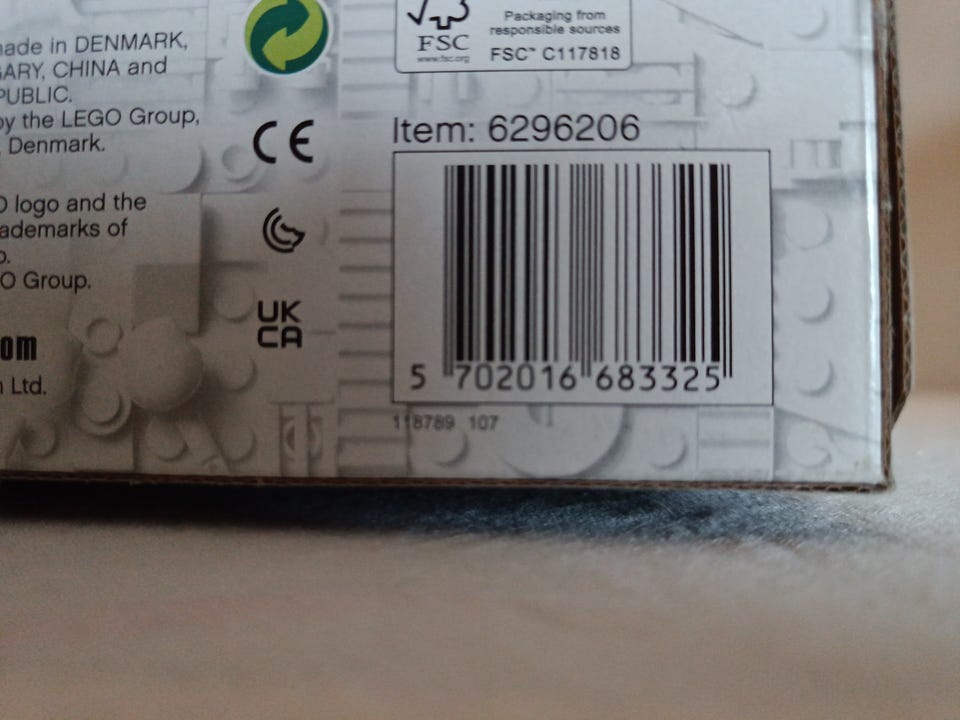 made in DENMARK,
GARY, CHINA and
PUBLIC.
by the LEGO Group,
, Denmark.
O logo and the
ademarks of
o.
O Group.
om
n Ltd.
CE
UK
CA
FSC
www.fsc.org
Packaging from
responsible sources
FSC™ C117818
Item: 6296206
5 702016 683325
118789 107